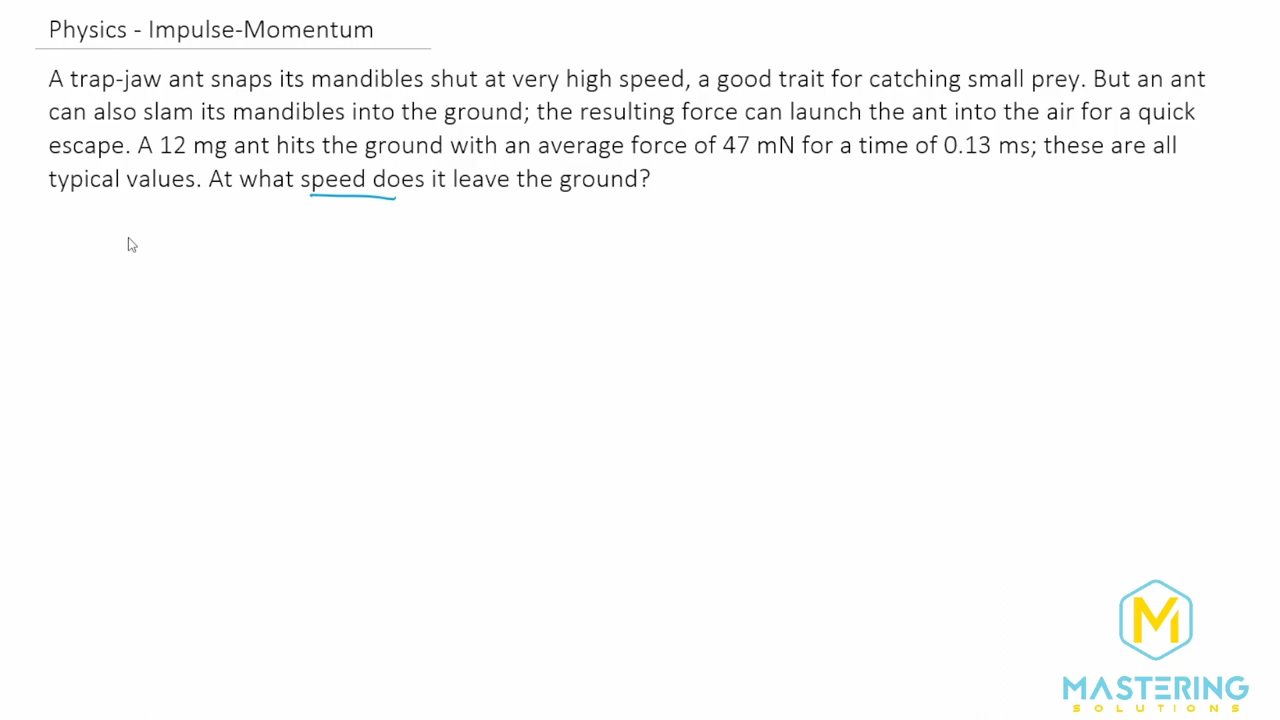 Physics - Impulse-Momentum
A trap-jaw ant snaps its mandibles shut at very high speed, a good trait for catching small prey. But an ant
can also slam its mandibles into the ground; the resulting force can launch the ant into the air for a quick
escape. A 12 mg ant hits the ground with an average force of 47 mN for a time of 0.13 ms; these are all
typical values. At what speed does it leave the ground?
M
MASTERING
SOLUTIONS